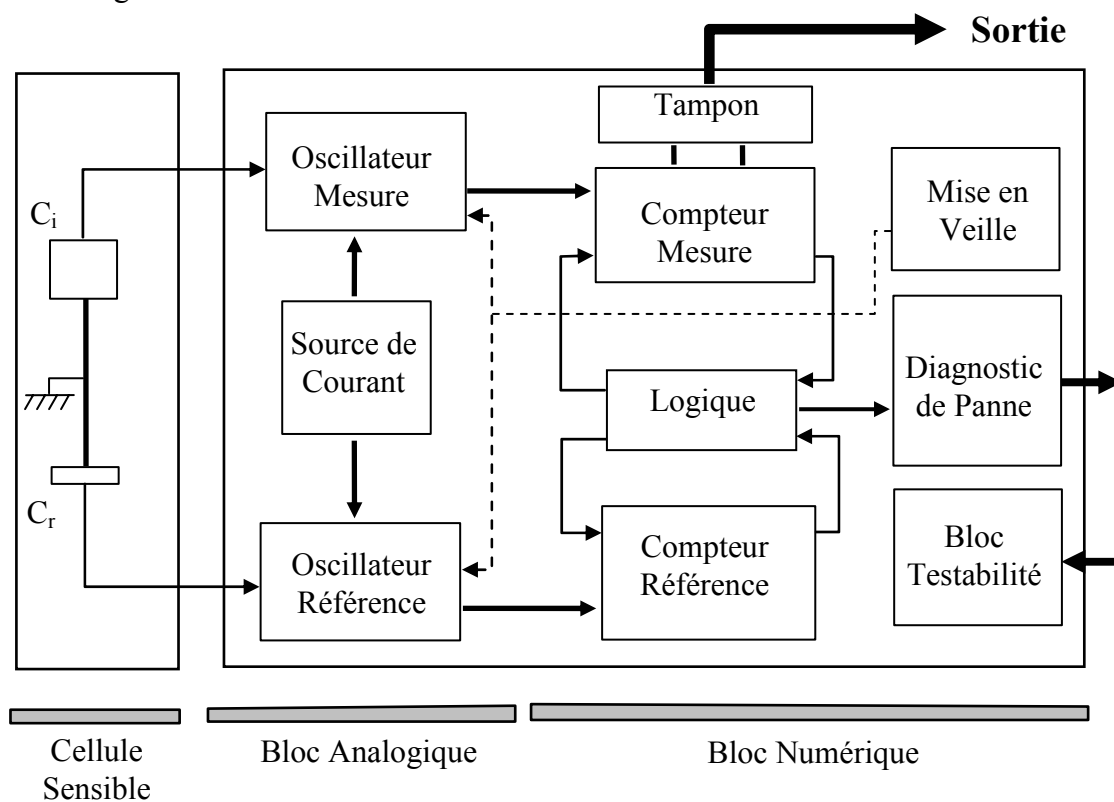 Sortie
Tampon
Oscillateur
Mesure
Mise en
Veille
Compteur
Mesure
Ci
Source de
Courant
Diagnostic
de Panne
Logique
Cr
Compteur
Référence
Bloc
Testabilité
Oscillateur
Référence
Cellule
Sensible
Bloc Analogique
Bloc Numérique